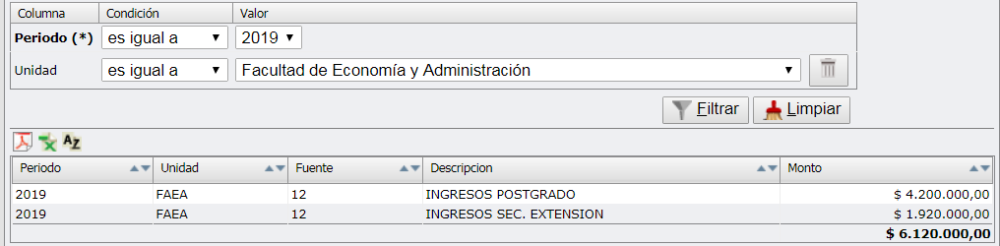 Columna Condición Valor
Periodo (*) es igual a 2019
Unidad es igual a Facultad de Economía y Administración
Filtrar Limpiar
AZ
Periodo Unidad Fuente Descripcion Monto
2019 FAEA 12 INGRESOS POSTGRADO $ 4.200.000,00
2019 FAEA 12 INGRESOS SEC. EXTENSION $ 1.920.000,00
$ 6.120.000,00